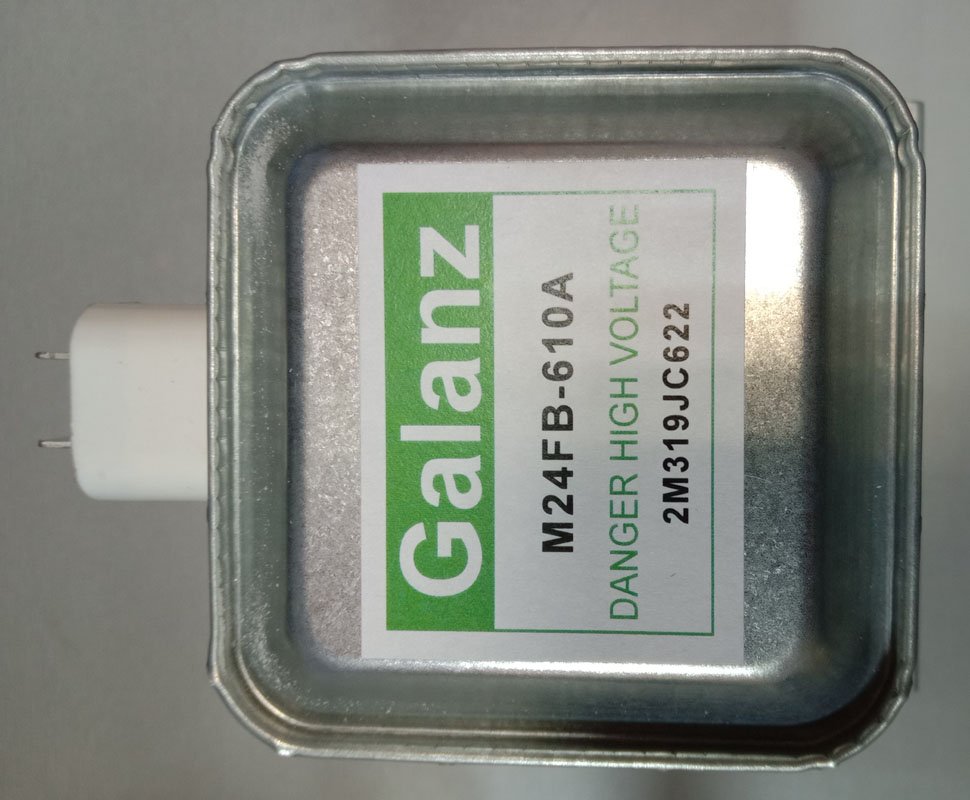 Galanz
M24FB-610A
DANGER HIGH VOLTAGE
2M319JC622